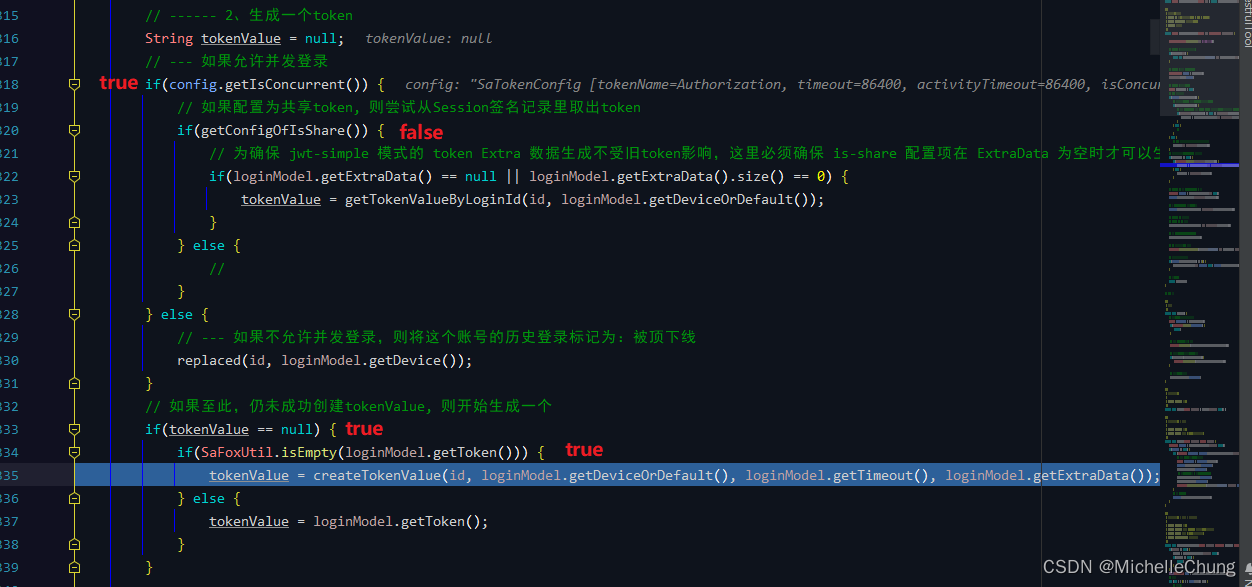 315 // ------ 2、生成一个token
316 String tokenValue = null; tokenValue: null
317 // --- 如果允许并发登录
318 true if(config.getIsConcurrent()) { config: "SaTokenConfig [tokenName=Authorization, timeout=86400, activityTimeout=86400, isConcur
319 // 如果配置为共享token, 则尝试从Session签名记录里取出token
320 if(getConfigOfIsShare()) { false
321 // 为确保 jwt-simple 模式的 token Extra 数据生成不受旧token影响，这里必须确保 is-share 配置项在 ExtraData 为空时才可以生
322 if(loginModel.getExtraData() == null || loginModel.getExtraData().size() == 0) {
323 tokenValue = getTokenValueByLoginId(id, loginModel.getDeviceOrDefault());
324 }
325 } else {
326 //
327 }
328 } else {
329 // --- 如果不允许并发登录，则将这个账号的历史登录标记为：被顶下线
330 replaced(id, loginModel.getDevice());
331 }
332 // 如果至此，仍未成功创建tokenValue, 则开始生成一个
333 if(tokenValue == null) { true
334 if(SaFoxUtil.isEmpty(loginModel.getToken())) { true
335 tokenValue = createTokenValue(id, loginModel.getDeviceOrDefault(), loginModel.getTimeout(), loginModel.getExtraData());
336 } else {
337 tokenValue = loginModel.getToken();
338 }
339 }
CSDN @MichelleChung